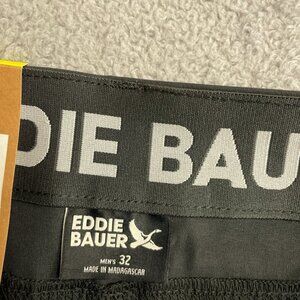 DIE BAU
EDDIE
BAUER
MEN'S 32
MADE IN MADAGASCAR